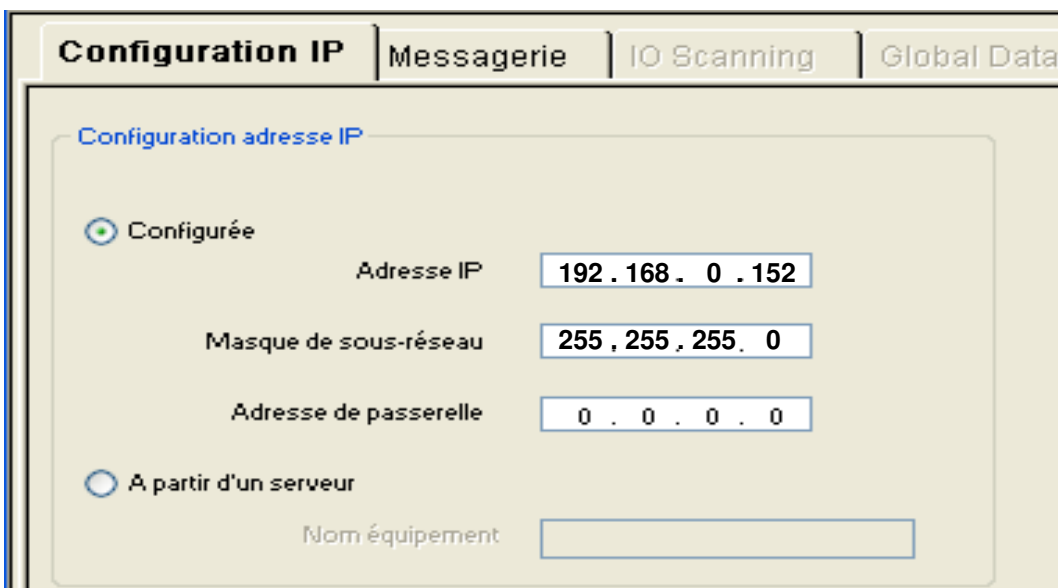 Configuration IP Messagerie IO Scanning Global Data
Configuration adresse IP
Configurée
Adresse IP 192 . 168 . 0 . 152
Masque de sous-réseau 255 . 255 . 255 . 0
Adresse de passerelle 0 . 0 . 0 . 0
A partir d'un serveur
Nom équipement